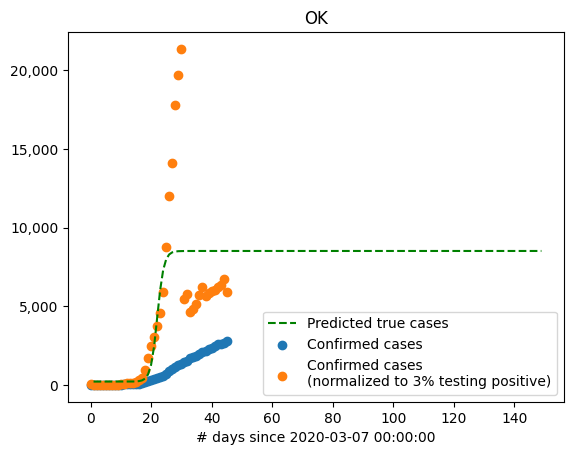 OK
20,000
15,000
10,000
5,000
0
Predicted true cases
Confirmed cases
Confirmed cases
(normalized to 3% testing positive)
0 20 40 60 80 100 120 140
# days since 2020-03-07 00:00:00